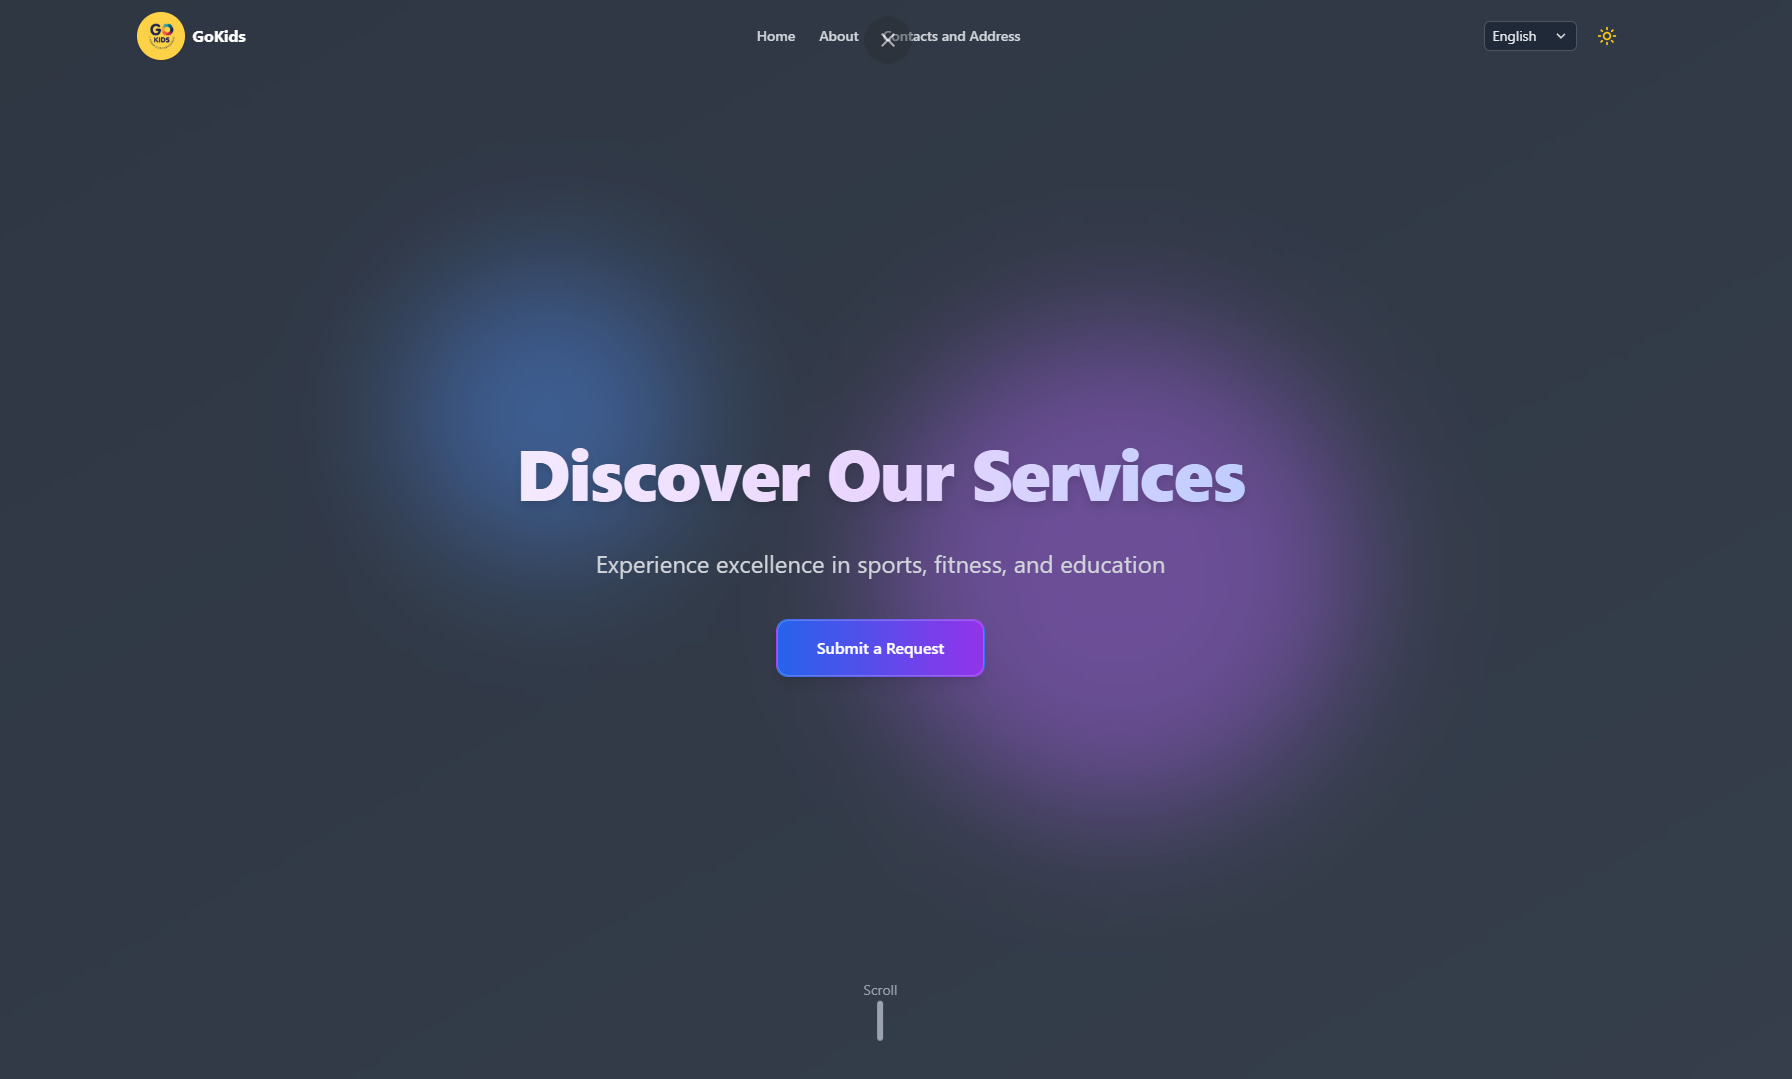 GO
KIDS
GoKids
Home
About
Contacts and Address
English
Discover Our Services
Experience excellence in sports, fitness, and education
Submit a Request
Scroll